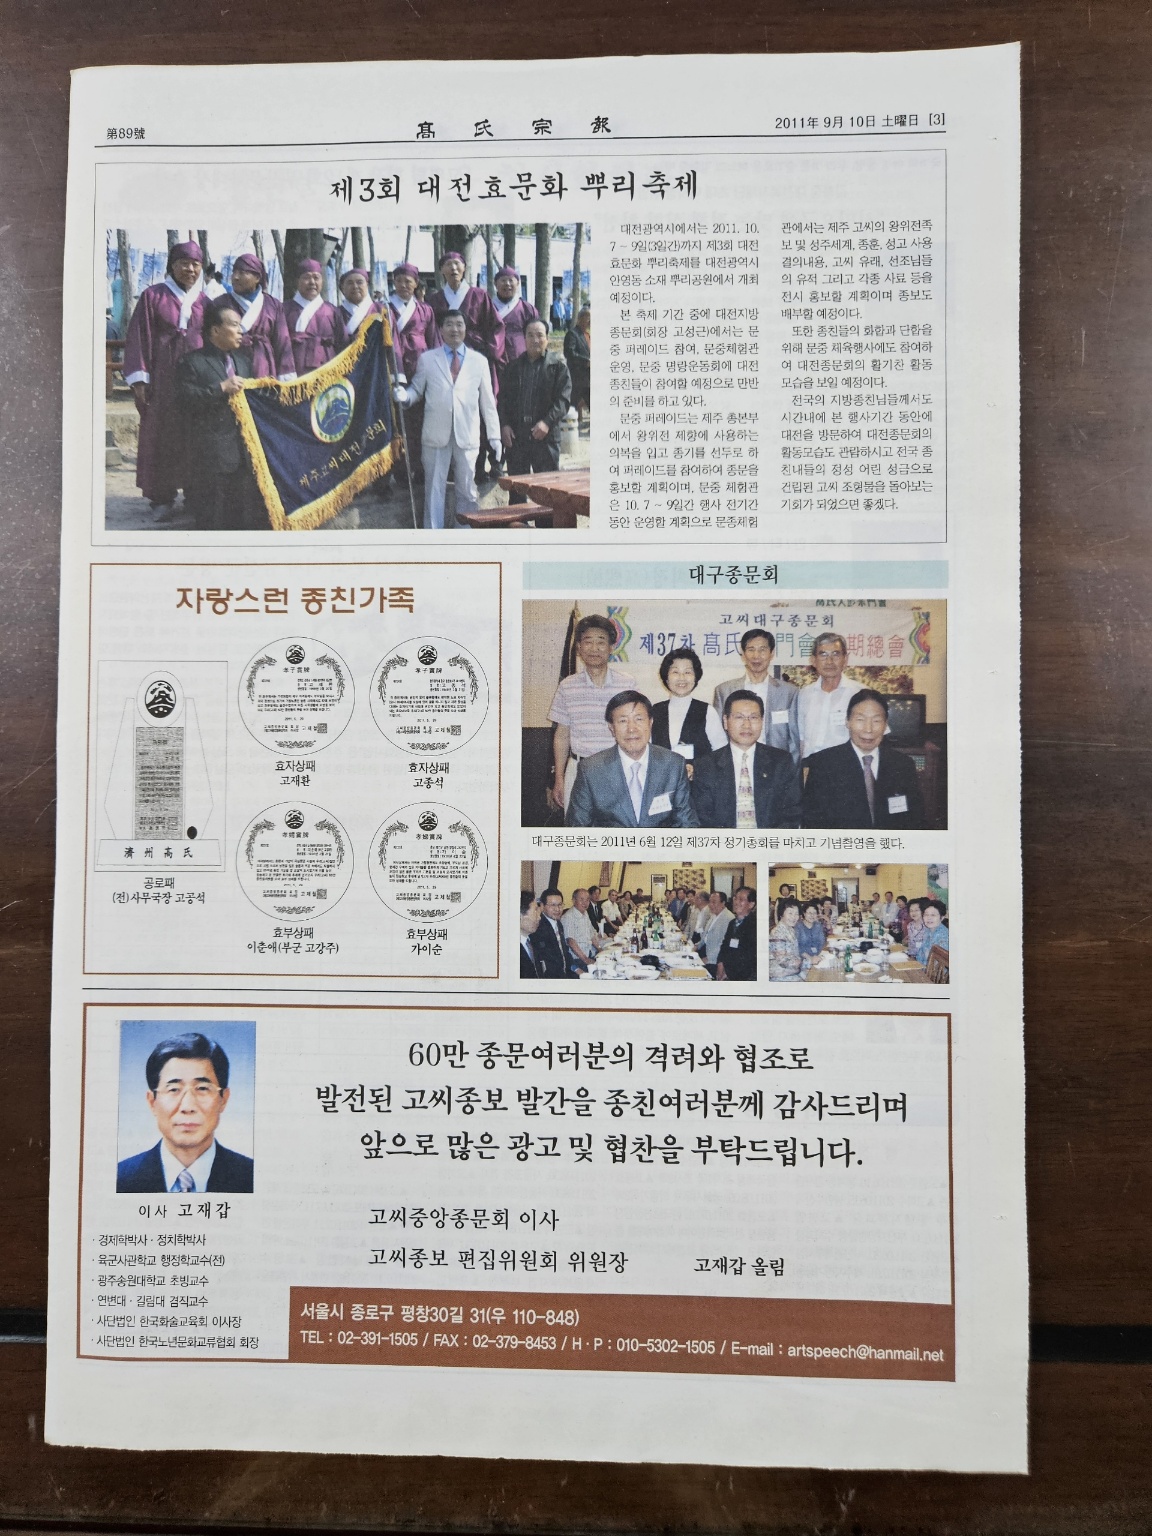 第89號
髙氏宗報
2011年 9月 10日 土曜日 [3]
제3회 대전효문화 뿌리축제
제주고씨대전 문회
대전광역시에서는 2011. 10.
7 ~ 9일(3일간)까지 제3회 대전
효문화 뿌리축제를 대전광역시
안영동 소재 뿌리공원에서 개최
예정이다.
본 축제 기간 중에 대전지방
종문회(회장 고성근)에서는 문
중 퍼레이드 참여, 문중체험관
운영, 문중 명랑운동회에 대전
종친들이 참여할 예정으로 만반
의 준비를 하고 있다.
문중 퍼레이드는 제주 총본부
에서 왕위전 제향에 사용하는
의복을 입고 종기를 선두로 하
여 퍼레이드를 참여하여 종문을
홍보할 계획이며, 문중 체험관
은 10. 7 ~ 9일간 행사 전기간
동안 운영할 계획으로 문종체험
관에서는 제주 고씨의 왕위전족
보 및 성주세계, 종훈, 성고 사용
결의내용, 고씨 유래, 선조님들
의 유적 그리고 각종 사료 등을
전시 홍보할 계획이며 종보도
배부할 예정이다.
또한 종친들의 화합과 단합을
위해 문중 체육행사에도 참여하
여 대전종문회의 활기찬 활동
모습을 보일 예정이다.
전국의 지방종친님들께서도
시간내에 본 행사기간 동안에
대전을 방문하여 대전종문회의
활동모습도 관람하시고 전국 종
친내들의 정성 어린 성금으로
건립된 고씨 조형물을 돌아보는
기회가 되었으면 좋겠다.
자랑스런 종친가족
濟州高氏
공로패
(전)사무국장 고공석
孝子賞牌
효자상패
고재환
孝子賞牌
효자상패
고종석
孝婦賞牌
효부상패
이춘애(부군 고강주)
孝婦賞牌
효부상패
가이순
대구종문회
고씨대구종문회
제37차 髙氏 門會 期總會
대구종문회는 2011년 6월 12일 제37차 정기총회를 마치고 기념촬영을 했다.
이사 고재갑
· 경제학박사 · 정치학박사
· 육군사관학교 행정학교수(전)
· 광주송원대학교 초빙교수
· 연변대 · 길림대 겸직교수
· 사단법인 한국화술교육회 이사장
· 사단법인 한국노년문화교류협회 회장
60만 종문여러분의 격려와 협조로
발전된 고씨종보 발간을 종친여러분께 감사드리며
앞으로 많은 광고 및 협찬을 부탁드립니다.
고씨중앙종문회 이사
고씨종보 편집위원회 위원장 고재갑 올림
서울시 종로구 평창30길 31(우 110-848)
TEL : 02-391-1505 / FAX : 02-379-8453 / H · P : 010-5302-1505 / E-mail : artspeech@hanmail.net